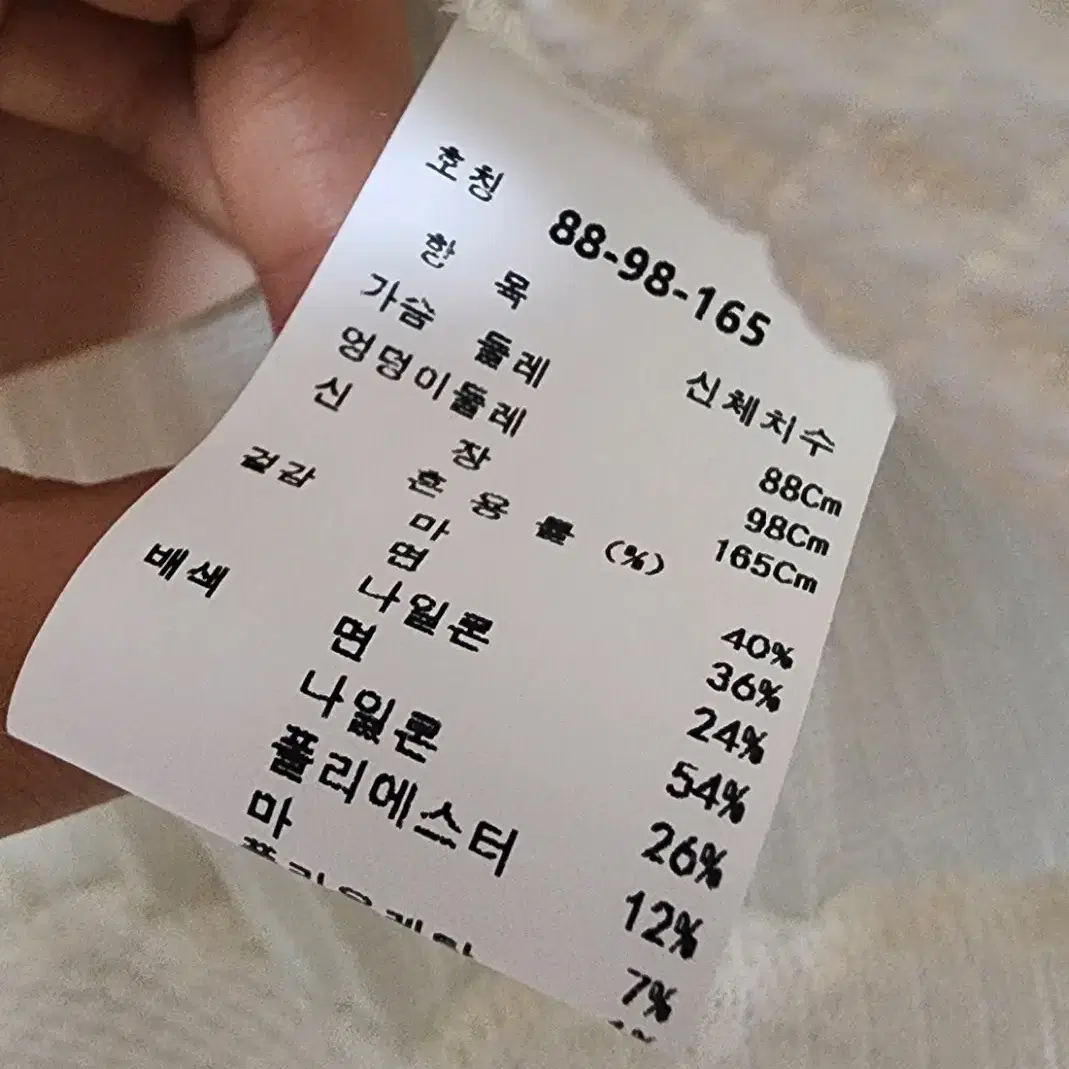 호칭 88-98-165
항 목 신체치수
가슴 둘레 88Cm
엉덩이둘레 98Cm
신 장 165Cm
혼 용 률 (%)
겉감 마 40%
면 36%
나일론 24%
배색 면 54%
나일론 26%
폴리에스터 12%
마 7%